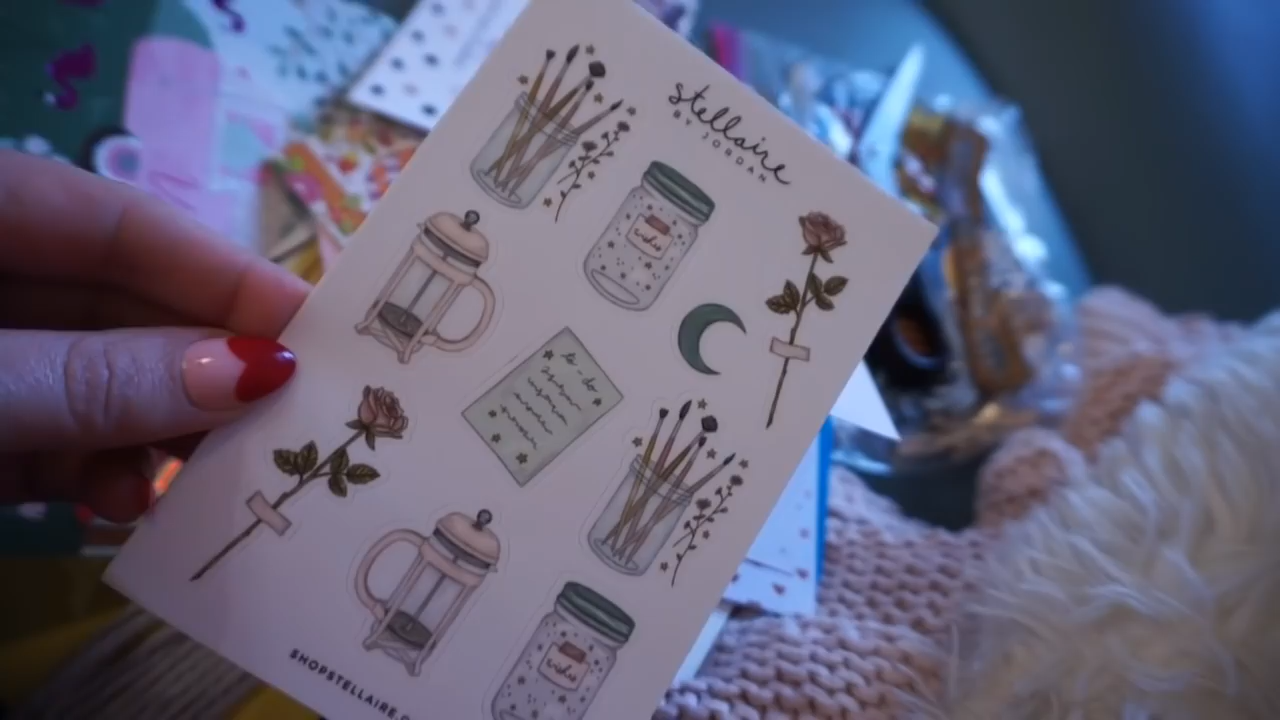 stellaire
BY JORDAN
wishes
to-do
wishes
SHOPSTELLAIRE.